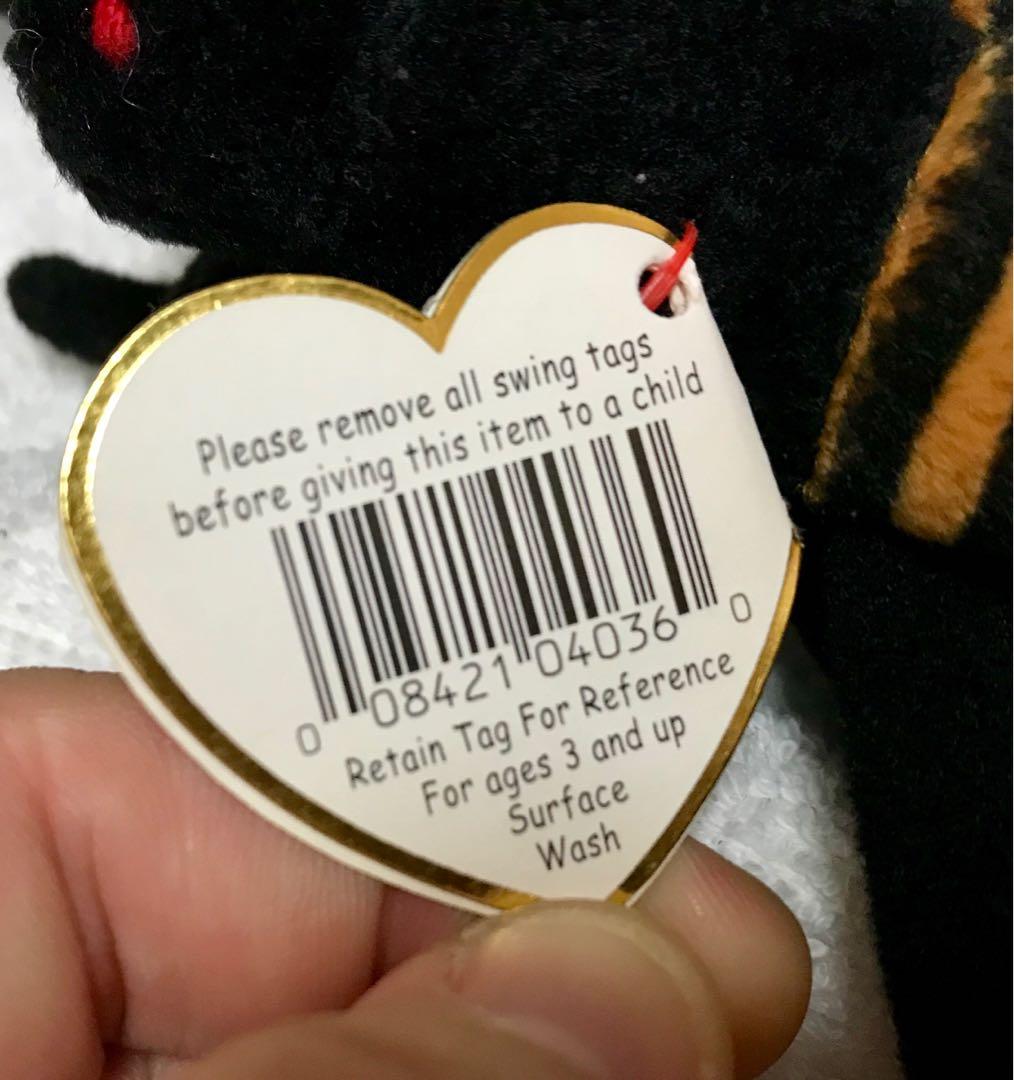 Please remove all swing tags
before giving this item to a child
0 08421 04036 0
Retain Tag For Reference
For ages 3 and up
Surface
Wash